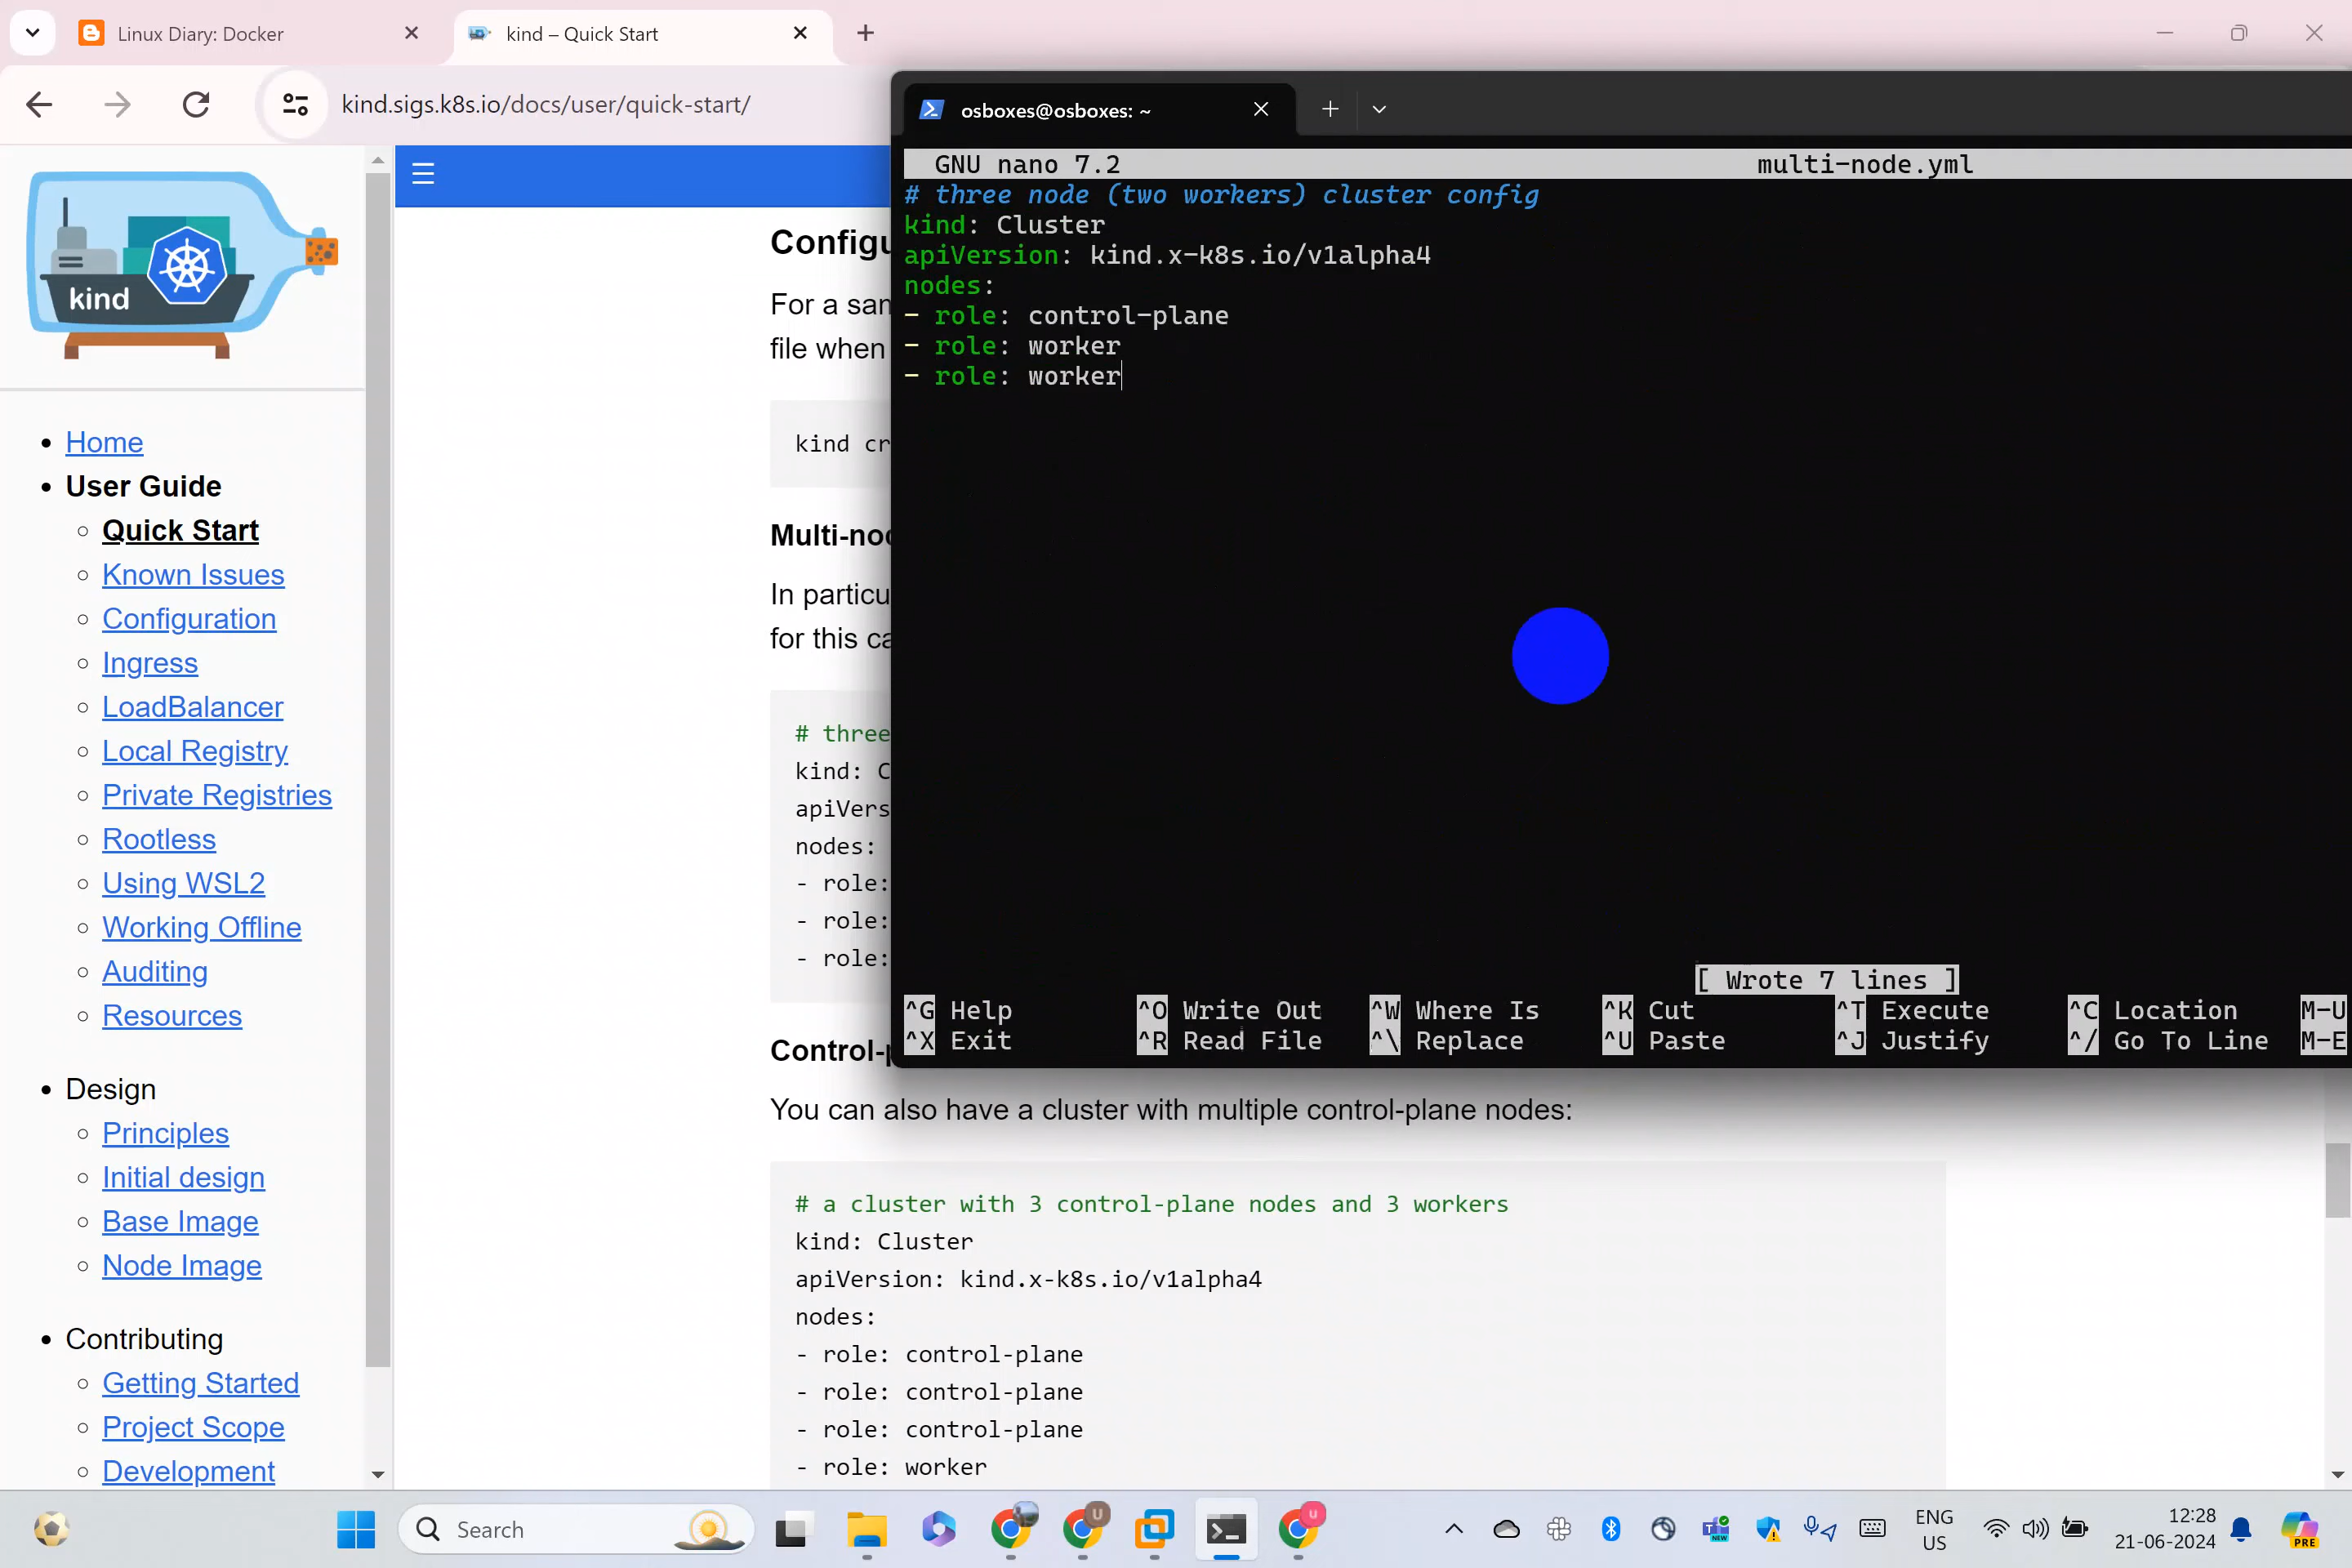 Linux Diary: Docker
kind – Quick Start
kind.sigs.k8s.io/docs/user/quick-start/
kind
Home
User Guide
Quick Start
Known Issues
Configuration
Ingress
LoadBalancer
Local Registry
Private Registries
Rootless
Using WSL2
Working Offline
Auditing
Resources
Design
Principles
Initial design
Base Image
Node Image
Contributing
Getting Started
Project Scope
Development
Configu
For a sam
file when
kind cr
Multi-no
In particu
for this ca
# three
kind: C
apiVers
nodes:
- role:
- role:
- role:
Control-p
You can also have a cluster with multiple control-plane nodes:
# a cluster with 3 control-plane nodes and 3 workers
kind: Cluster
apiVersion: kind.x-k8s.io/v1alpha4
nodes:
- role: control-plane
- role: control-plane
- role: control-plane
- role: worker
osboxes@osboxes: ~
GNU nano 7.2 multi-node.yml
# three node (two workers) cluster config
kind: Cluster
apiVersion: kind.x-k8s.io/v1alpha4
nodes:
- role: control-plane
- role: worker
- role: worker
[ Wrote 7 lines ]
^G Help ^O Write Out ^W Where Is ^K Cut ^T Execute ^C Location M-U
^X Exit ^R Read File ^\ Replace ^U Paste ^J Justify ^/ Go To Line M-E
Search
ENG
US
12:28
21-06-2024
PRE